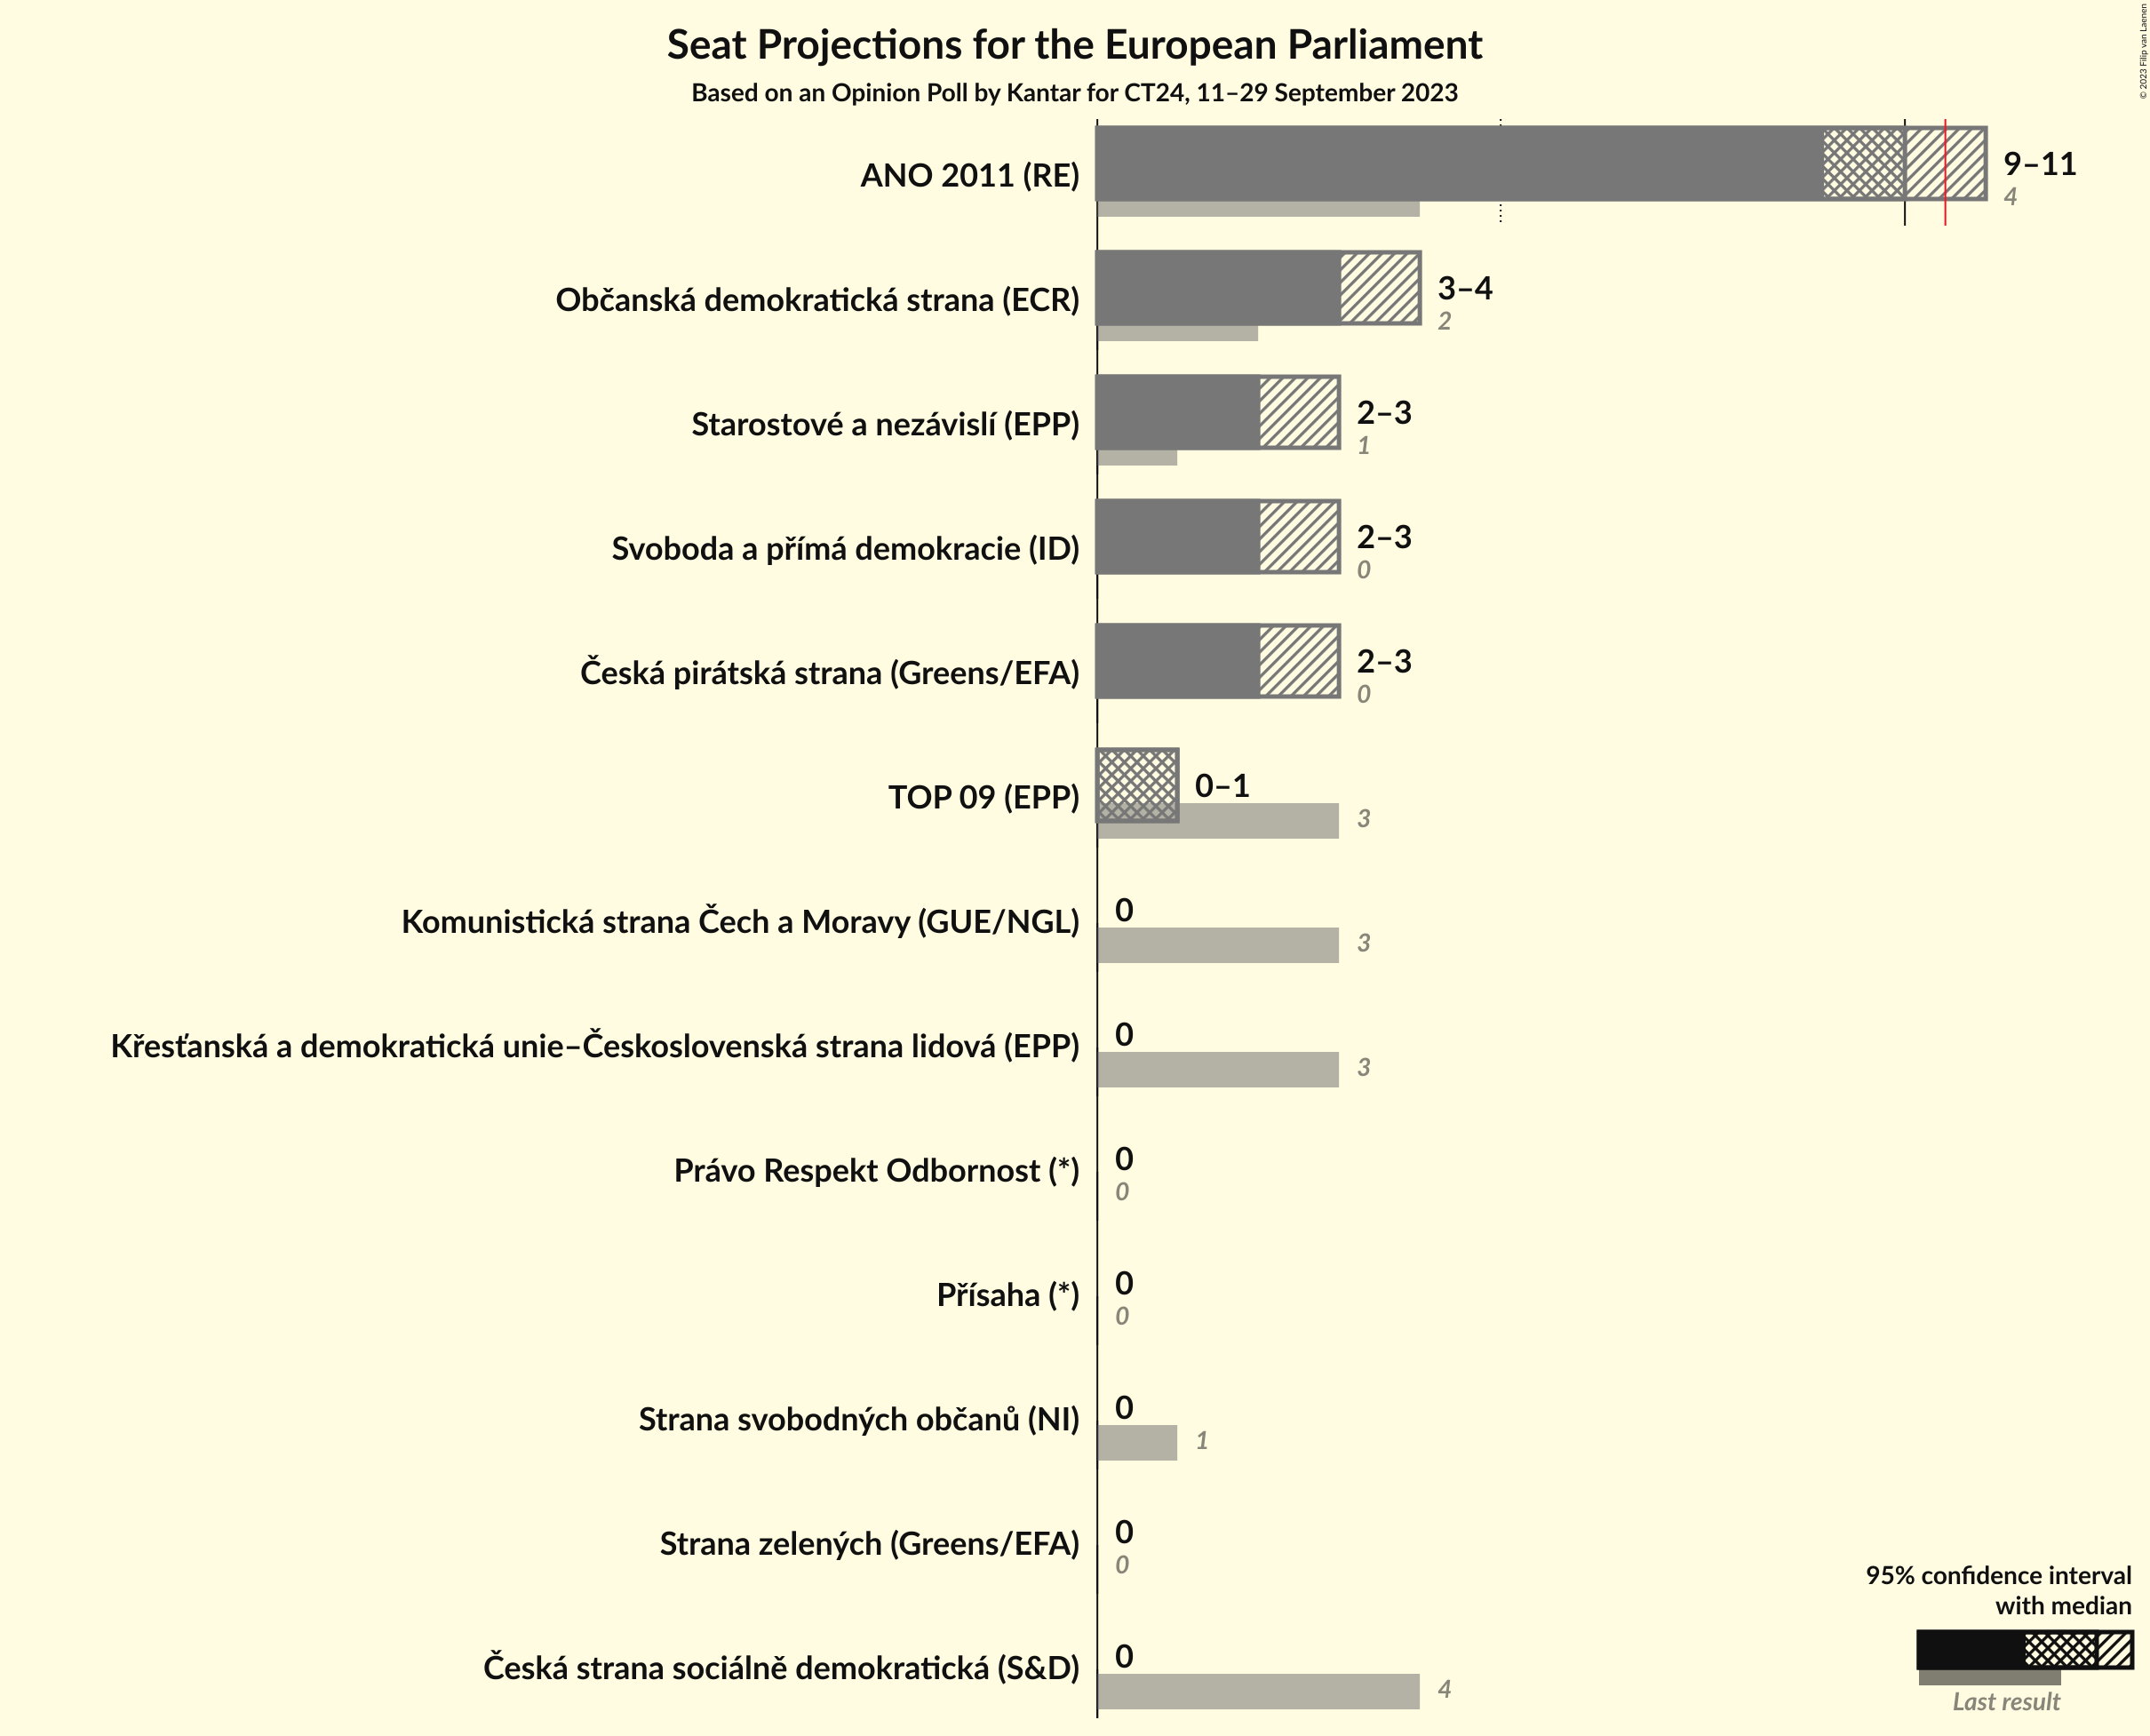 Seat Projections for the European Parliament
Based on an Opinion Poll by Kantar for CT24, 11–29 September 2023
© 2023 Filip van Laenen
ANO 2011 (RE)
9–11
4
Občanská demokratická strana (ECR)
3–4
2
Starostové a nezávislí (EPP)
2–3
1
Svoboda a přímá demokracie (ID)
2–3
0
Česká pirátská strana (Greens/EFA)
2–3
0
TOP 09 (EPP)
0–1
3
Komunistická strana Čech a Moravy (GUE/NGL)
0
3
Křesťanská a demokratická unie–Československá strana lidová (EPP)
0
3
Právo Respekt Odbornost (*)
0
0
Přísaha (*)
0
0
Strana svobodných občanů (NI)
0
1
Strana zelených (Greens/EFA)
0
0
Česká strana sociálně demokratická (S&D)
0
4
95% confidence interval
with median
Last result